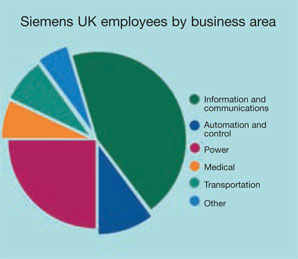 Siemens UK employees by business area
Information and
communications
Automation and
control
Power
Medical
Transportation
Other